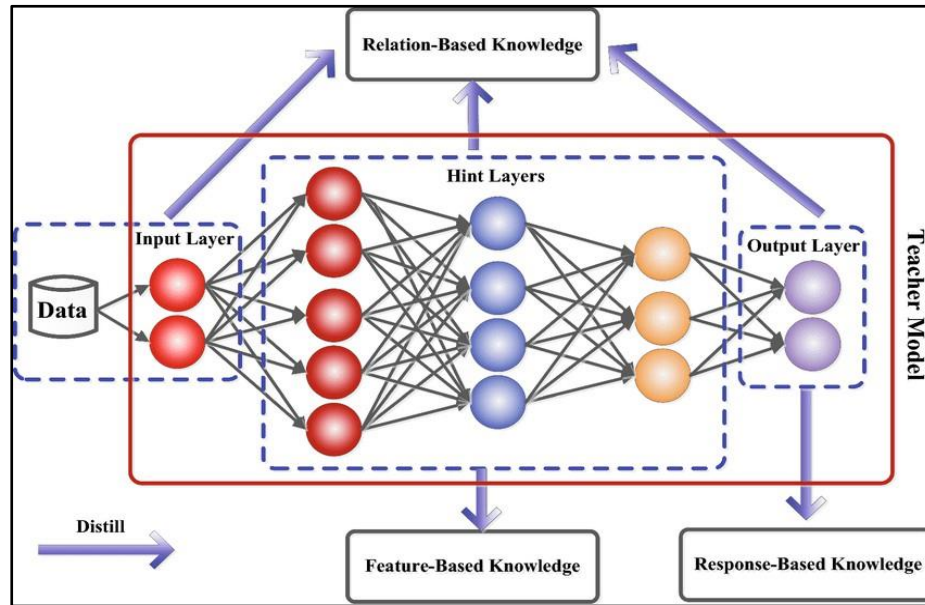 Relation-Based Knowledge
Hint Layers
Input Layer
Output Layer
Data
Teacher Model
Distill
Feature-Based Knowledge
Response-Based Knowledge